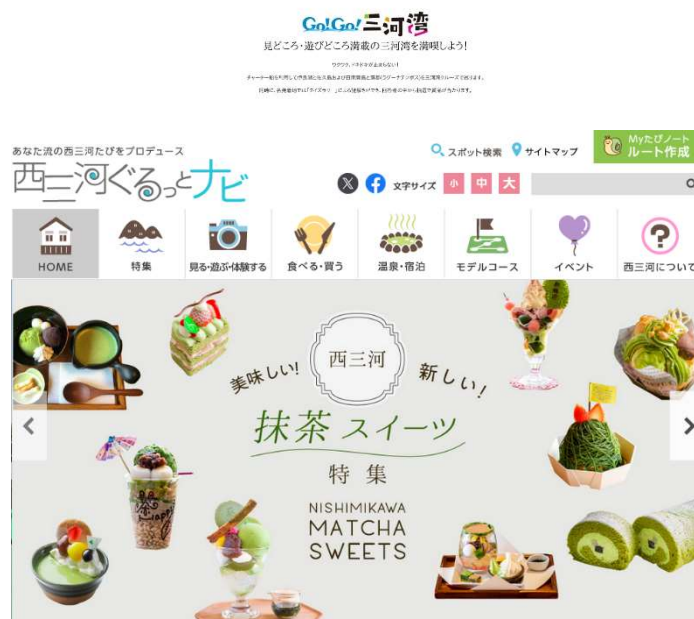 Go!Go!三河湾
見どころ・遊びどころ満載の三河湾を満喫しよう!
あなた流の西三河たびをプロデュース
西三河ぐるっとナビ
スポット検索
サイトマップ
Myたびノート
ルート作成
文字サイズ
小
中
大
HOME
特集
見る・遊ぶ・体験する
食べる・買う
温泉・宿泊
モデルコース
イベント
西三河について
美味しい!
西三河
新しい!
抹茶スイーツ
特集
NISHIMIKAWA
MATCHA
SWEETS